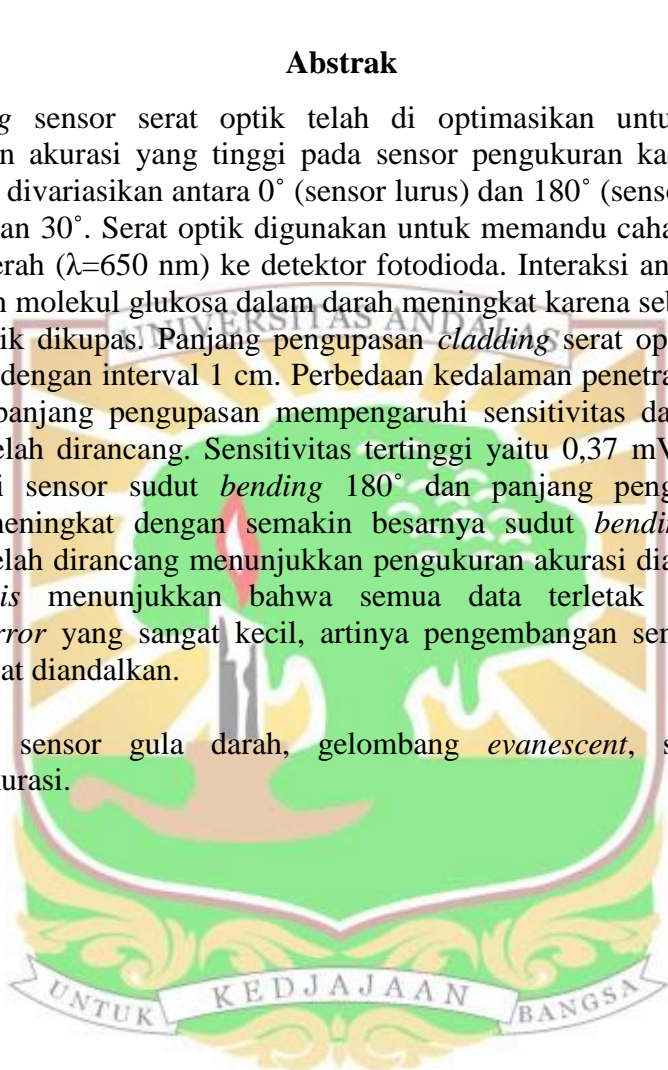 Abstrak
g sensor serat optik telah di optimasikan untu
n akurasi yang tinggi pada sensor pengukuran ka
divariasikan antara 0˚ (sensor lurus) dan 180˚ (sens
an 30˚. Serat optik digunakan untuk memandu caha
erah (λ=650 nm) ke detektor fotodioda. Interaksi an
n molekul glukosa dalam darah meningkat karena se
ik dikupas. Panjang pengupasan cladding serat op
dengan interval 1 cm. Perbedaan kedalaman penetra
panjang pengupasan mempengaruhi sensitivitas da
elah dirancang. Sensitivitas tertinggi yaitu 0,37 mV
i sensor sudut bending 180˚ dan panjang peng
meningkat dengan semakin besarnya sudut bendin
elah dirancang menunjukkan pengukuran akurasi dia
is menunjukkan bahwa semua data terletak
rror yang sangat kecil, artinya pengembangan sen
at diandalkan.
sensor gula darah, gelombang evanescent, s
kurasi.
UNIVERSITAS ANDALAS
UNTUK KEDJAJAAN BANGSA